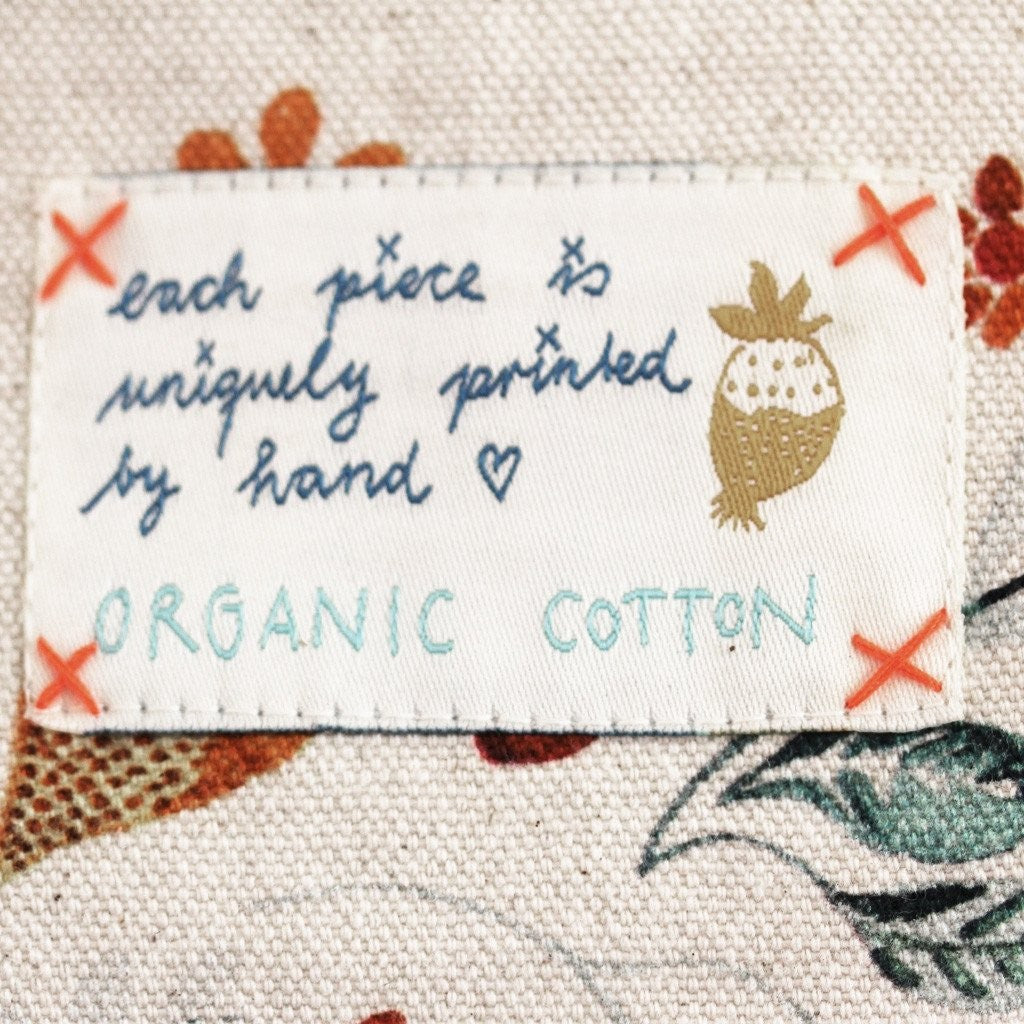 each piece is
uniquely printed
by hand ♡
ORGANIC COTTON